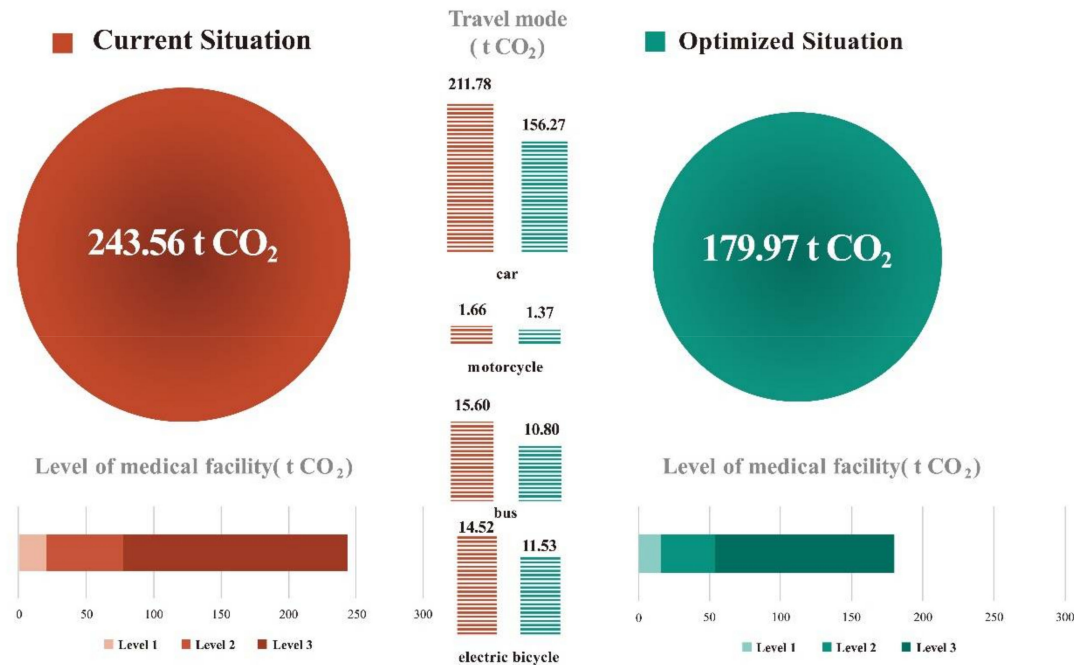 Current Situation
Travel mode
( t CO₂)
Optimized Situation
211.78
156.27
243.56 t CO₂
179.97 t CO₂
car
1.66
1.37
motorcycle
15.60
10.80
bus
Level of medical facility( t CO₂)
Level of medical facility( t CO₂)
14.52
11.53
electric bicycle
0 50 100 150 200 250 300
Level 1 Level 2 Level 3
0 50 100 150 200 250 300
Level 1 Level 2 Level 3